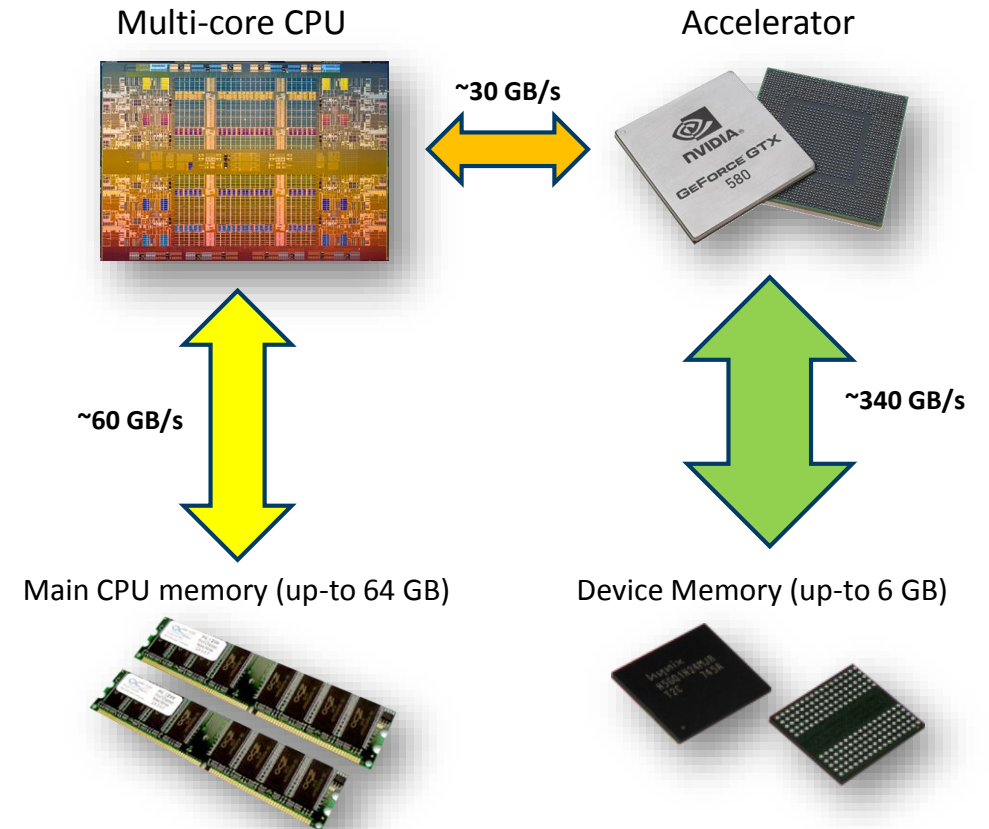 Multi-core CPU
Accelerator
~30 GB/s
NVIDIA.
GEFORCE GTX
580
~60 GB/s
~340 GB/s
Main CPU memory (up-to 64 GB)
Device Memory (up-to 6 GB)
hynix